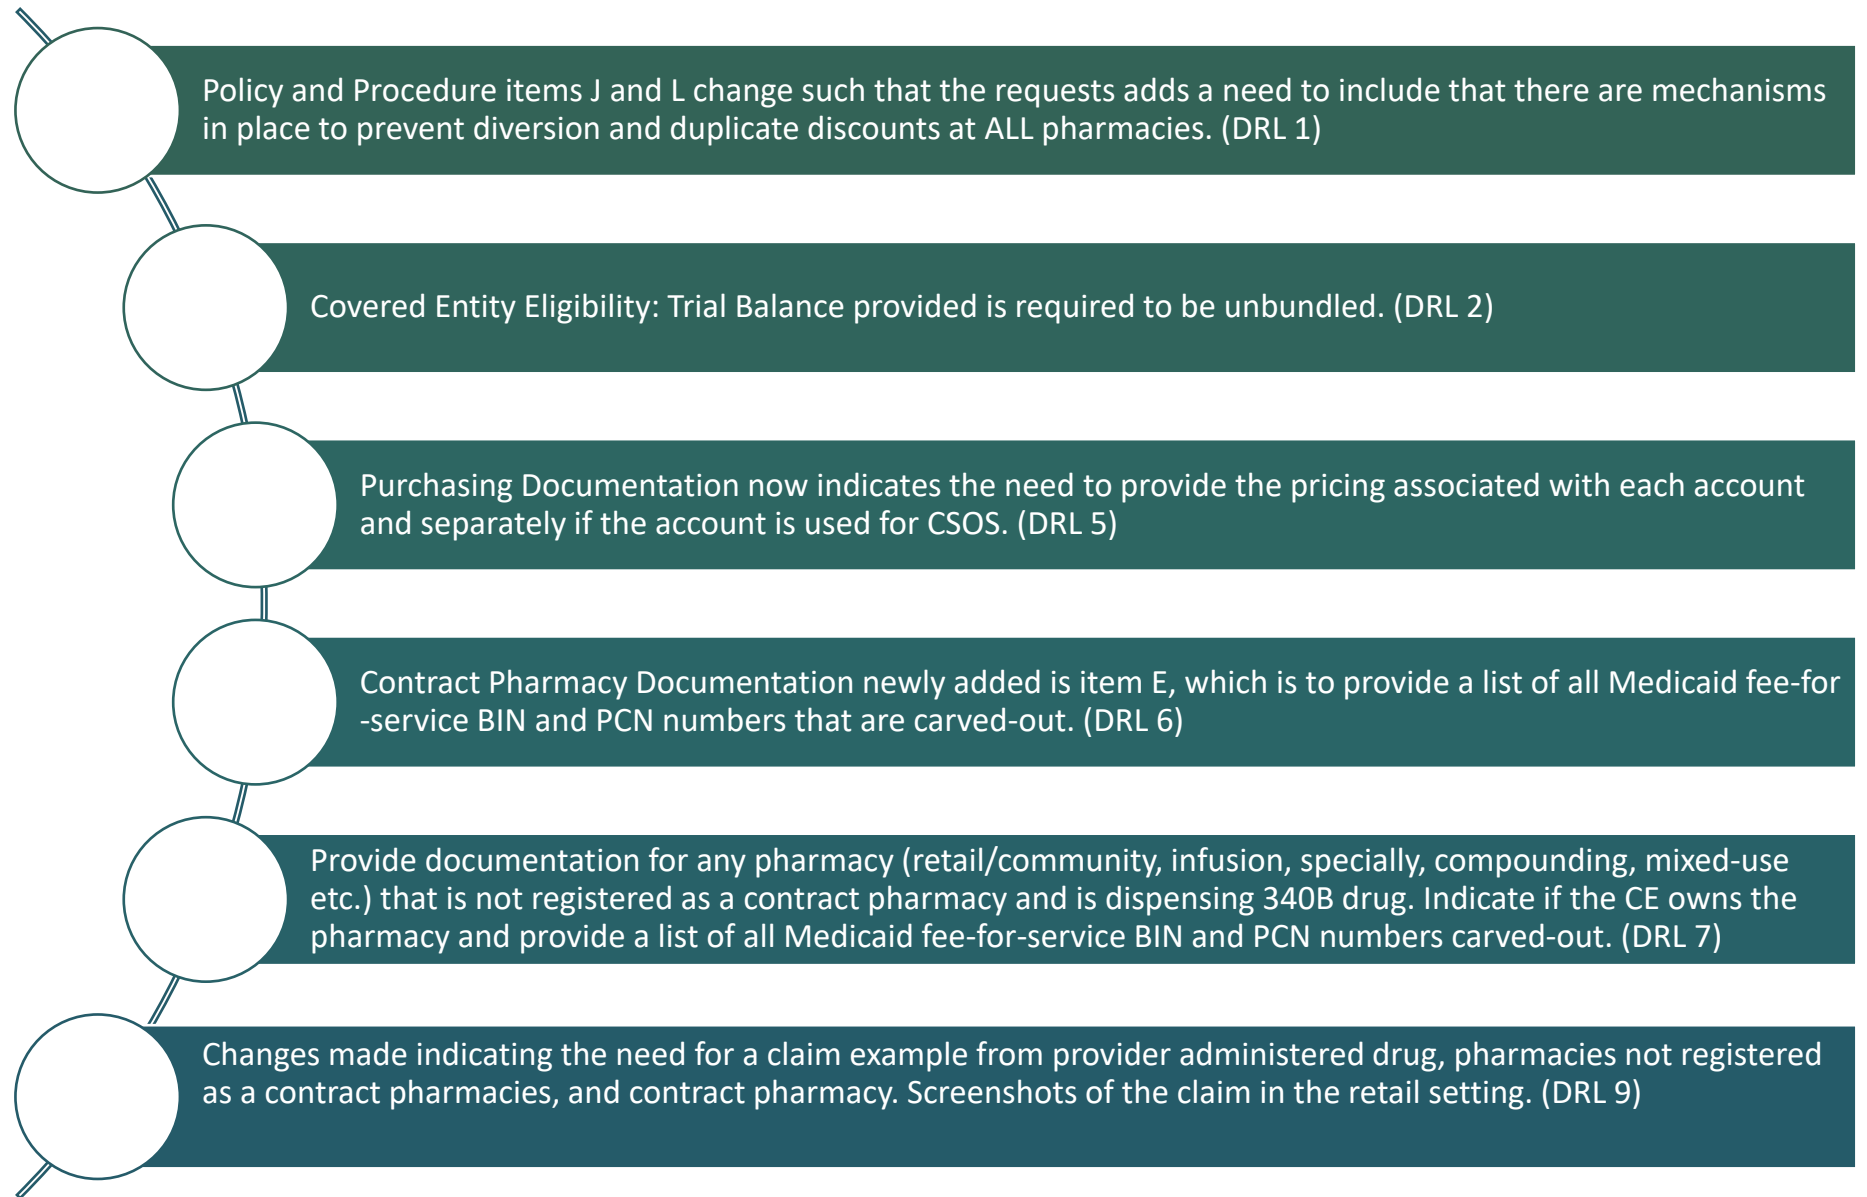 Policy and Procedure items J and L change such that the requests adds a need to include that there are mechanisms
in place to prevent diversion and duplicate discounts at ALL pharmacies. (DRL 1)
Covered Entity Eligibility: Trial Balance provided is required to be unbundled. (DRL 2)
Purchasing Documentation now indicates the need to provide the pricing associated with each account
and separately if the account is used for CSOS. (DRL 5)
Contract Pharmacy Documentation newly added is item E, which is to provide a list of all Medicaid fee-for
-service BIN and PCN numbers that are carved-out. (DRL 6)
Provide documentation for any pharmacy (retail/community, infusion, specially, compounding, mixed-use
etc.) that is not registered as a contract pharmacy and is dispensing 340B drug. Indicate if the CE owns the
pharmacy and provide a list of all Medicaid fee-for-service BIN and PCN numbers carved-out. (DRL 7)
Changes made indicating the need for a claim example from provider administered drug, pharmacies not registered
as a contract pharmacies, and contract pharmacy. Screenshots of the claim in the retail setting. (DRL 9)